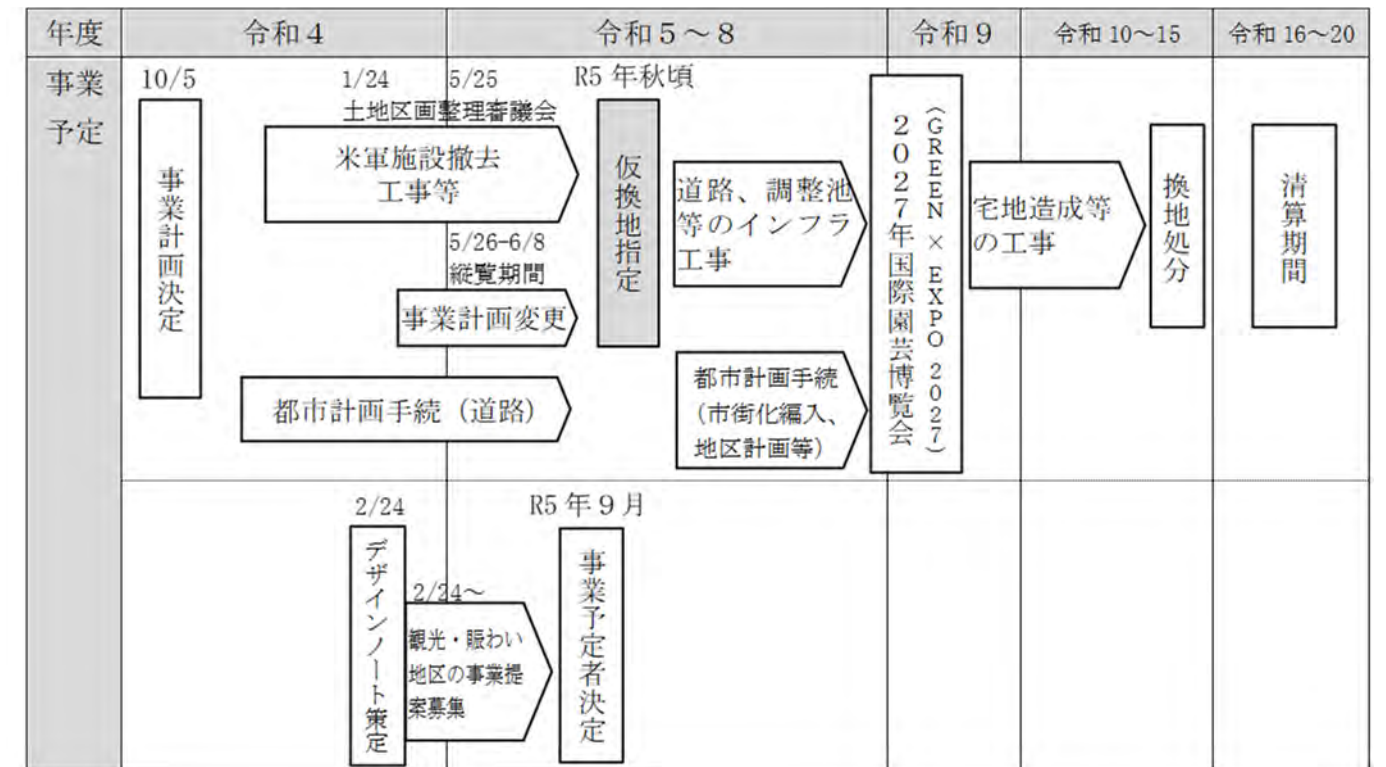 年度
令和４
令和５～８
令和９
令和 10～15
令和 16～20
事業
予定
10/5
事業計画決定
1/24
5/25
土地区画整理審議会
米軍施設撤去
工事等
5/26-6/8
縦覧期間
事業計画変更
都市計画手続（道路）
R5 年秋頃
仮換地指定
道路、調整池
等のインフラ
工事
都市計画手続
（市街化編入、
地区計画等）
２０２７年国際園芸博覧会
（GREEN × EXPO 2027）
宅地造成等
の工事
換地処分
清算期間
2/24
デザインノート策定
2/24～
観光・賑わい
地区の事業提
案募集
R5 年９月
事業予定者決定